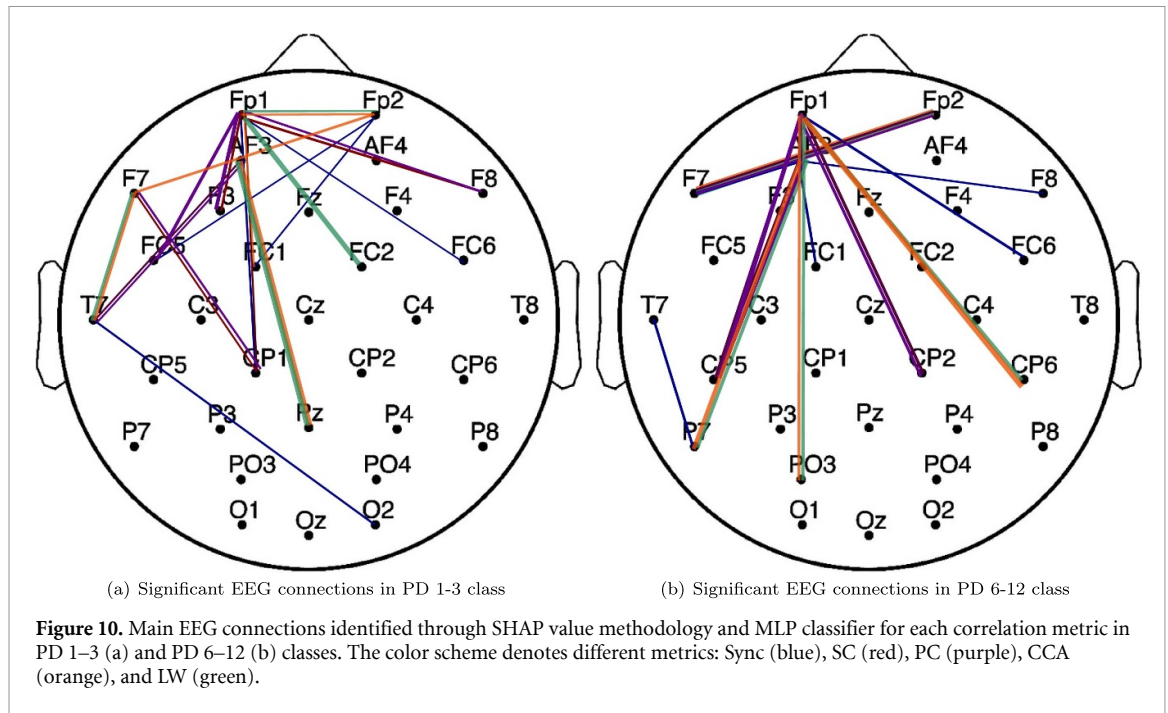 Fp1 Fp2
AF3 AF4
F7 F3 Fz F4 F8
FC5 FC1 FC2 FC6
T7 C3 Cz C4 T8
CP5 CP1 CP2 CP6
P7 P3 Pz P4 P8
PO3 PO4
O1 Oz O2
(a) Significant EEG connections in PD 1-3 class
Fp1 Fp2
AF3 AF4
F7 F3 Fz F4 F8
FC5 FC1 FC2 FC6
T7 C3 Cz C4 T8
CP5 CP1 CP2 CP6
P7 P3 Pz P4 P8
PO3 PO4
O1 Oz O2
(b) Significant EEG connections in PD 6-12 class
Figure 10. Main EEG connections identified through SHAP value methodology and MLP classifier for each correlation metric in
PD 1–3 (a) and PD 6–12 (b) classes. The color scheme denotes different metrics: Sync (blue), SC (red), PC (purple), CCA
(orange), and LW (green).